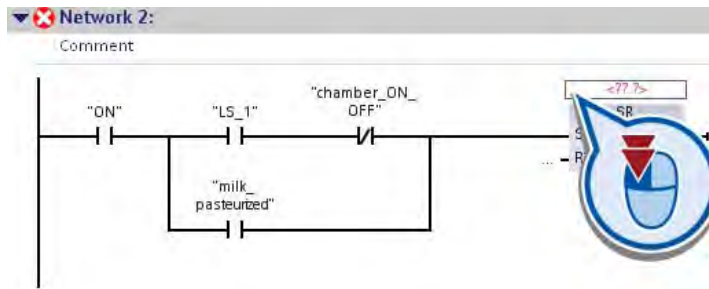 Network 2:
Comment
"ON"
"LS_1"
"chamber_ON_
OFF"
<??.?>
SR
S
... R
"milk_
pasteurized"